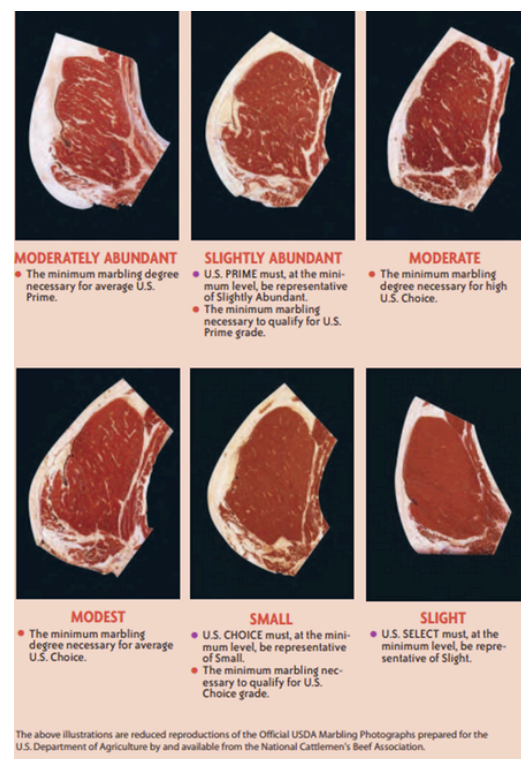 MODERATELY ABUNDANT
• The minimum marbling degree
necessary for average U.S.
Prime.
SLIGHTLY ABUNDANT
• U.S. PRIME must, at the mini-
mum level, be representative
of Slightly Abundant.
• The minimum marbling
necessary to qualify for U.S.
Prime grade.
MODERATE
• The minimum marbling
degree necessary for high
U.S. Choice.
MODEST
• The minimum marbling
degree necessary for average
U.S. Choice.
SMALL
• U.S. CHOICE must, at the mini-
mum level, be representative
of Small.
• The minimum marbling nec-
essary to qualify for U.S.
Choice grade.
SLIGHT
• U.S. SELECT must, at the
minimum level, be repre-
sentative of Slight.
The above illustrations are reduced reproductions of the Official USDA Marbling Photographs prepared for the
U.S. Department of Agriculture by and available from the National Cattlemen's Beef Association.